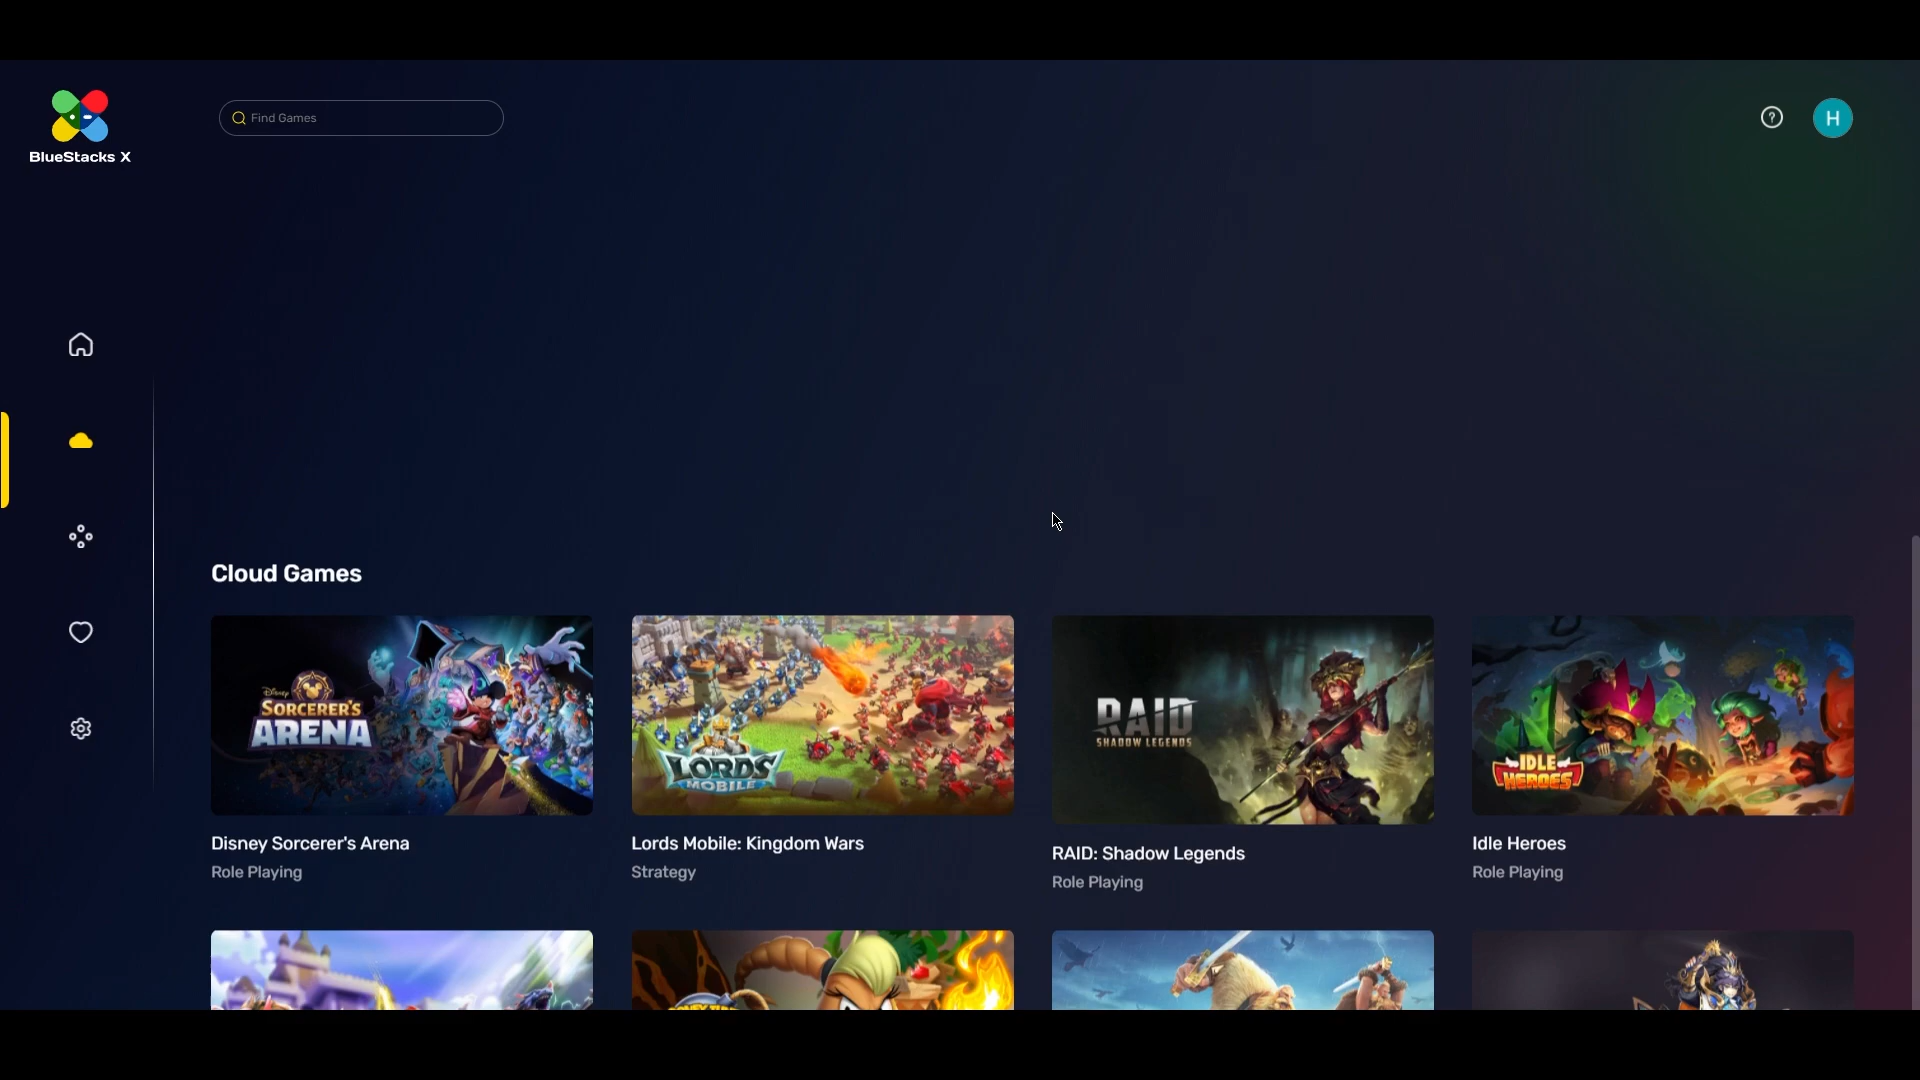 BlueStacks X
Find Games
?
H
Cloud Games
Disney
SORCERER'S
ARENA
LORDS
MOBILE
RAID
SHADOW LEGENDS
IDLE
HEROES
Disney Sorcerer's Arena
Role Playing
Lords Mobile: Kingdom Wars
Strategy
RAID: Shadow Legends
Role Playing
Idle Heroes
Role Playing